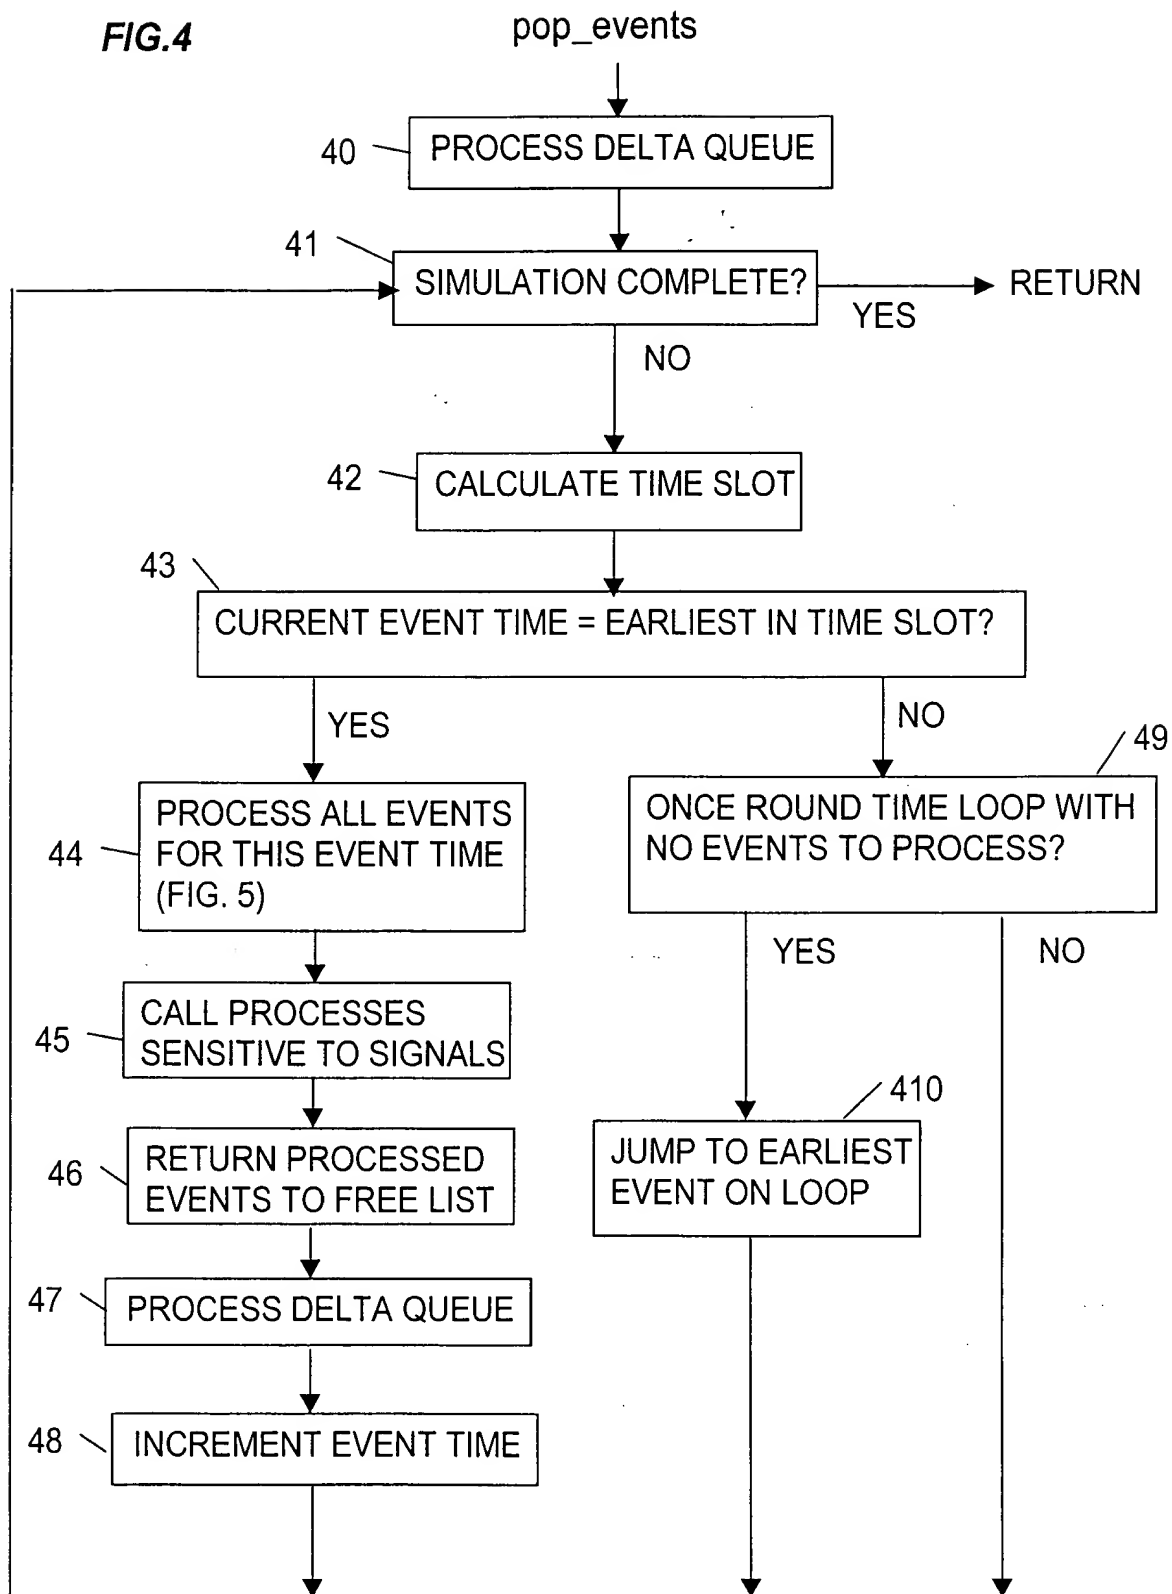 FIG.4
pop_events
40
PROCESS DELTA QUEUE
41
SIMULATION COMPLETE?
RETURN
YES
NO
42
CALCULATE TIME SLOT
43
CURRENT EVENT TIME = EARLIEST IN TIME SLOT?
YES
NO
49
44
PROCESS ALL EVENTS
FOR THIS EVENT TIME
(FIG. 5)
ONCE ROUND TIME LOOP WITH
NO EVENTS TO PROCESS?
YES
NO
45
CALL PROCESSES
SENSITIVE TO SIGNALS
410
JUMP TO EARLIEST
EVENT ON LOOP
46
RETURN PROCESSED
EVENTS TO FREE LIST
47
PROCESS DELTA QUEUE
48
INCREMENT EVENT TIME